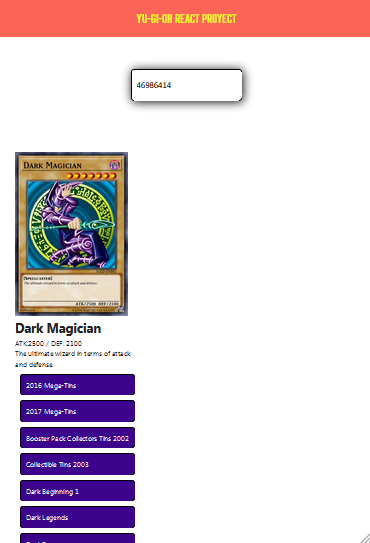 YU-GI-OH REACT PROYECT
46986414
DARK MAGICIAN
[SPELLCASTER]
The ultimate wizard in terms of attack and defense.
ATK/2500 DEF/2100
Dark Magician
ATK:2500 / DEF: 2100
The ultimate wizard in terms of attack
and defense.
2016 Mega-Tins
2017 Mega-Tins
Booster Pack Collectors Tins 2002
Collectible Tins 2003
Dark Beginning 1
Dark Legends